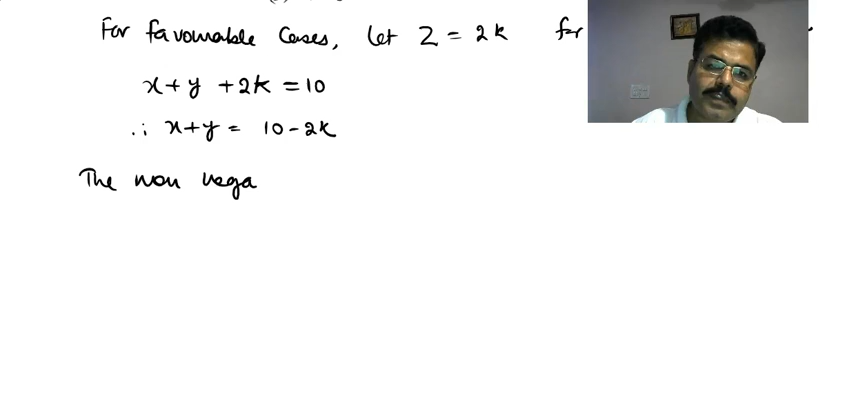 For favourable Cases, let Z = 2k for
x + y + 2k = 10
∴ x + y = 10 - 2k
The non nega